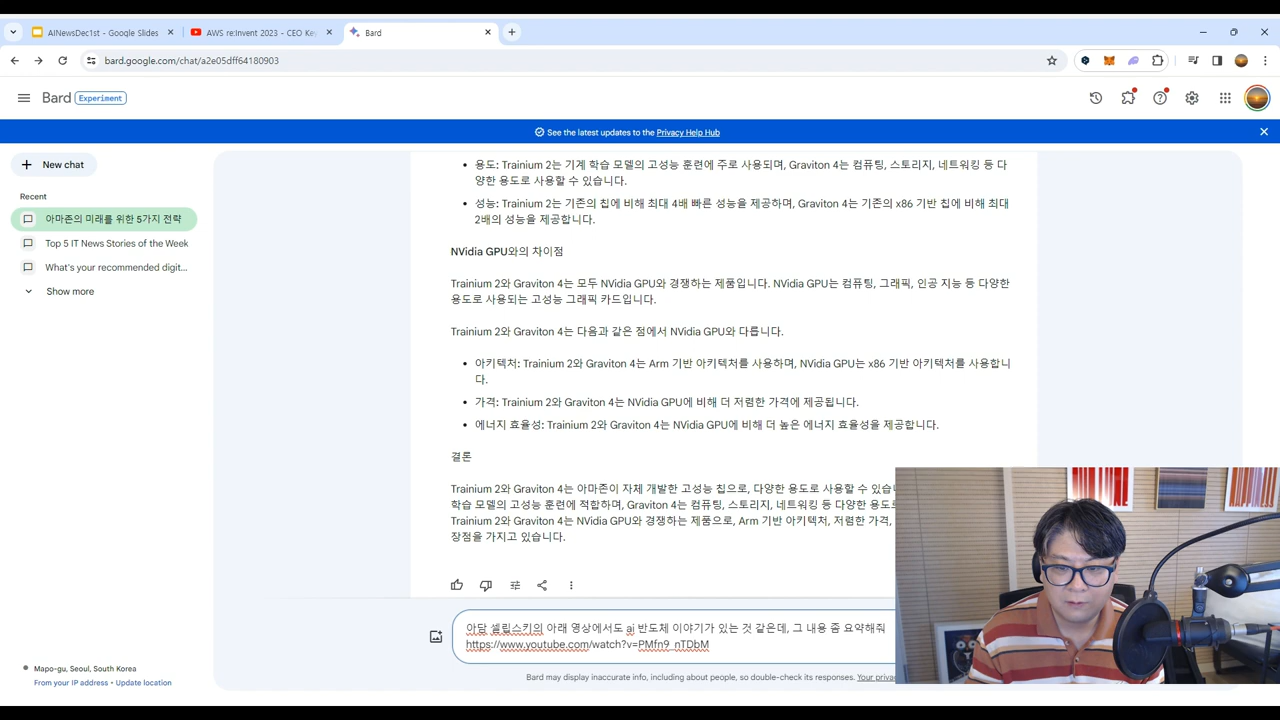 AiNewsDec1st - Google Slides
AWS re:Invent 2023 - CEO Key
Bard
bard.google.com/chat/a2e05dff64180903
Bard
Experiment
See the latest updates to the Privacy Help Hub
New chat
Recent
아마존의 미래를 위한 5가지 전략
Top 5 IT News Stories of the Week
What's your recommended digit...
Show more
용도: Trainium 2는 기계 학습 모델의 고성능 훈련에 주로 사용되며, Graviton 4는 컴퓨팅, 스토리지, 네트워킹 등 다
양한 용도로 사용할 수 있습니다.
성능: Trainium 2는 기존의 칩에 비해 최대 4배 빠른 성능을 제공하며, Graviton 4는 기존의 x86 기반 칩에 비해 최대
2배의 성능을 제공합니다.
NVidia GPU와의 차이점
Trainium 2와 Graviton 4는 모두 NVidia GPU와 경쟁하는 제품입니다. NVidia GPU는 컴퓨팅, 그래픽, 인공 지능 등 다양한
용도로 사용되는 고성능 그래픽 카드입니다.
Trainium 2와 Graviton 4는 다음과 같은 점에서 NVidia GPU와 다릅니다.
아키텍처: Trainium 2와 Graviton 4는 Arm 기반 아키텍처를 사용하며, NVidia GPU는 x86 기반 아키텍처를 사용합니
다.
가격: Trainium 2와 Graviton 4는 NVidia GPU에 비해 더 저렴한 가격에 제공됩니다.
에너지 효율성: Trainium 2와 Graviton 4는 NVidia GPU에 비해 더 높은 에너지 효율성을 제공합니다.
결론
Trainium 2와 Graviton 4는 아마존이 자체 개발한 고성능 칩으로, 다양한 용도로 사용할 수 있습
학습 모델의 고성능 훈련에 적합하며, Graviton 4는 컴퓨팅, 스토리지, 네트워킹 등 다양한 용도로
Trainium 2와 Graviton 4는 NVidia GPU와 경쟁하는 제품으로, Arm 기반 아키텍처, 저렴한 가격,
장점을 가지고 있습니다.
아담 셀립스키의 아래 영상에서도 ai 반도체 이야기가 있는 것 같은데, 그 내용 줌 요약해줘
https://www.youtube.com/watch?v=PMfn9_nTDbM
Mapo-gu, Seoul, South Korea
From your IP address • Update location
Bard may display inaccurate info, including about people, so double-check its responses. Your priva
HAPPINESS